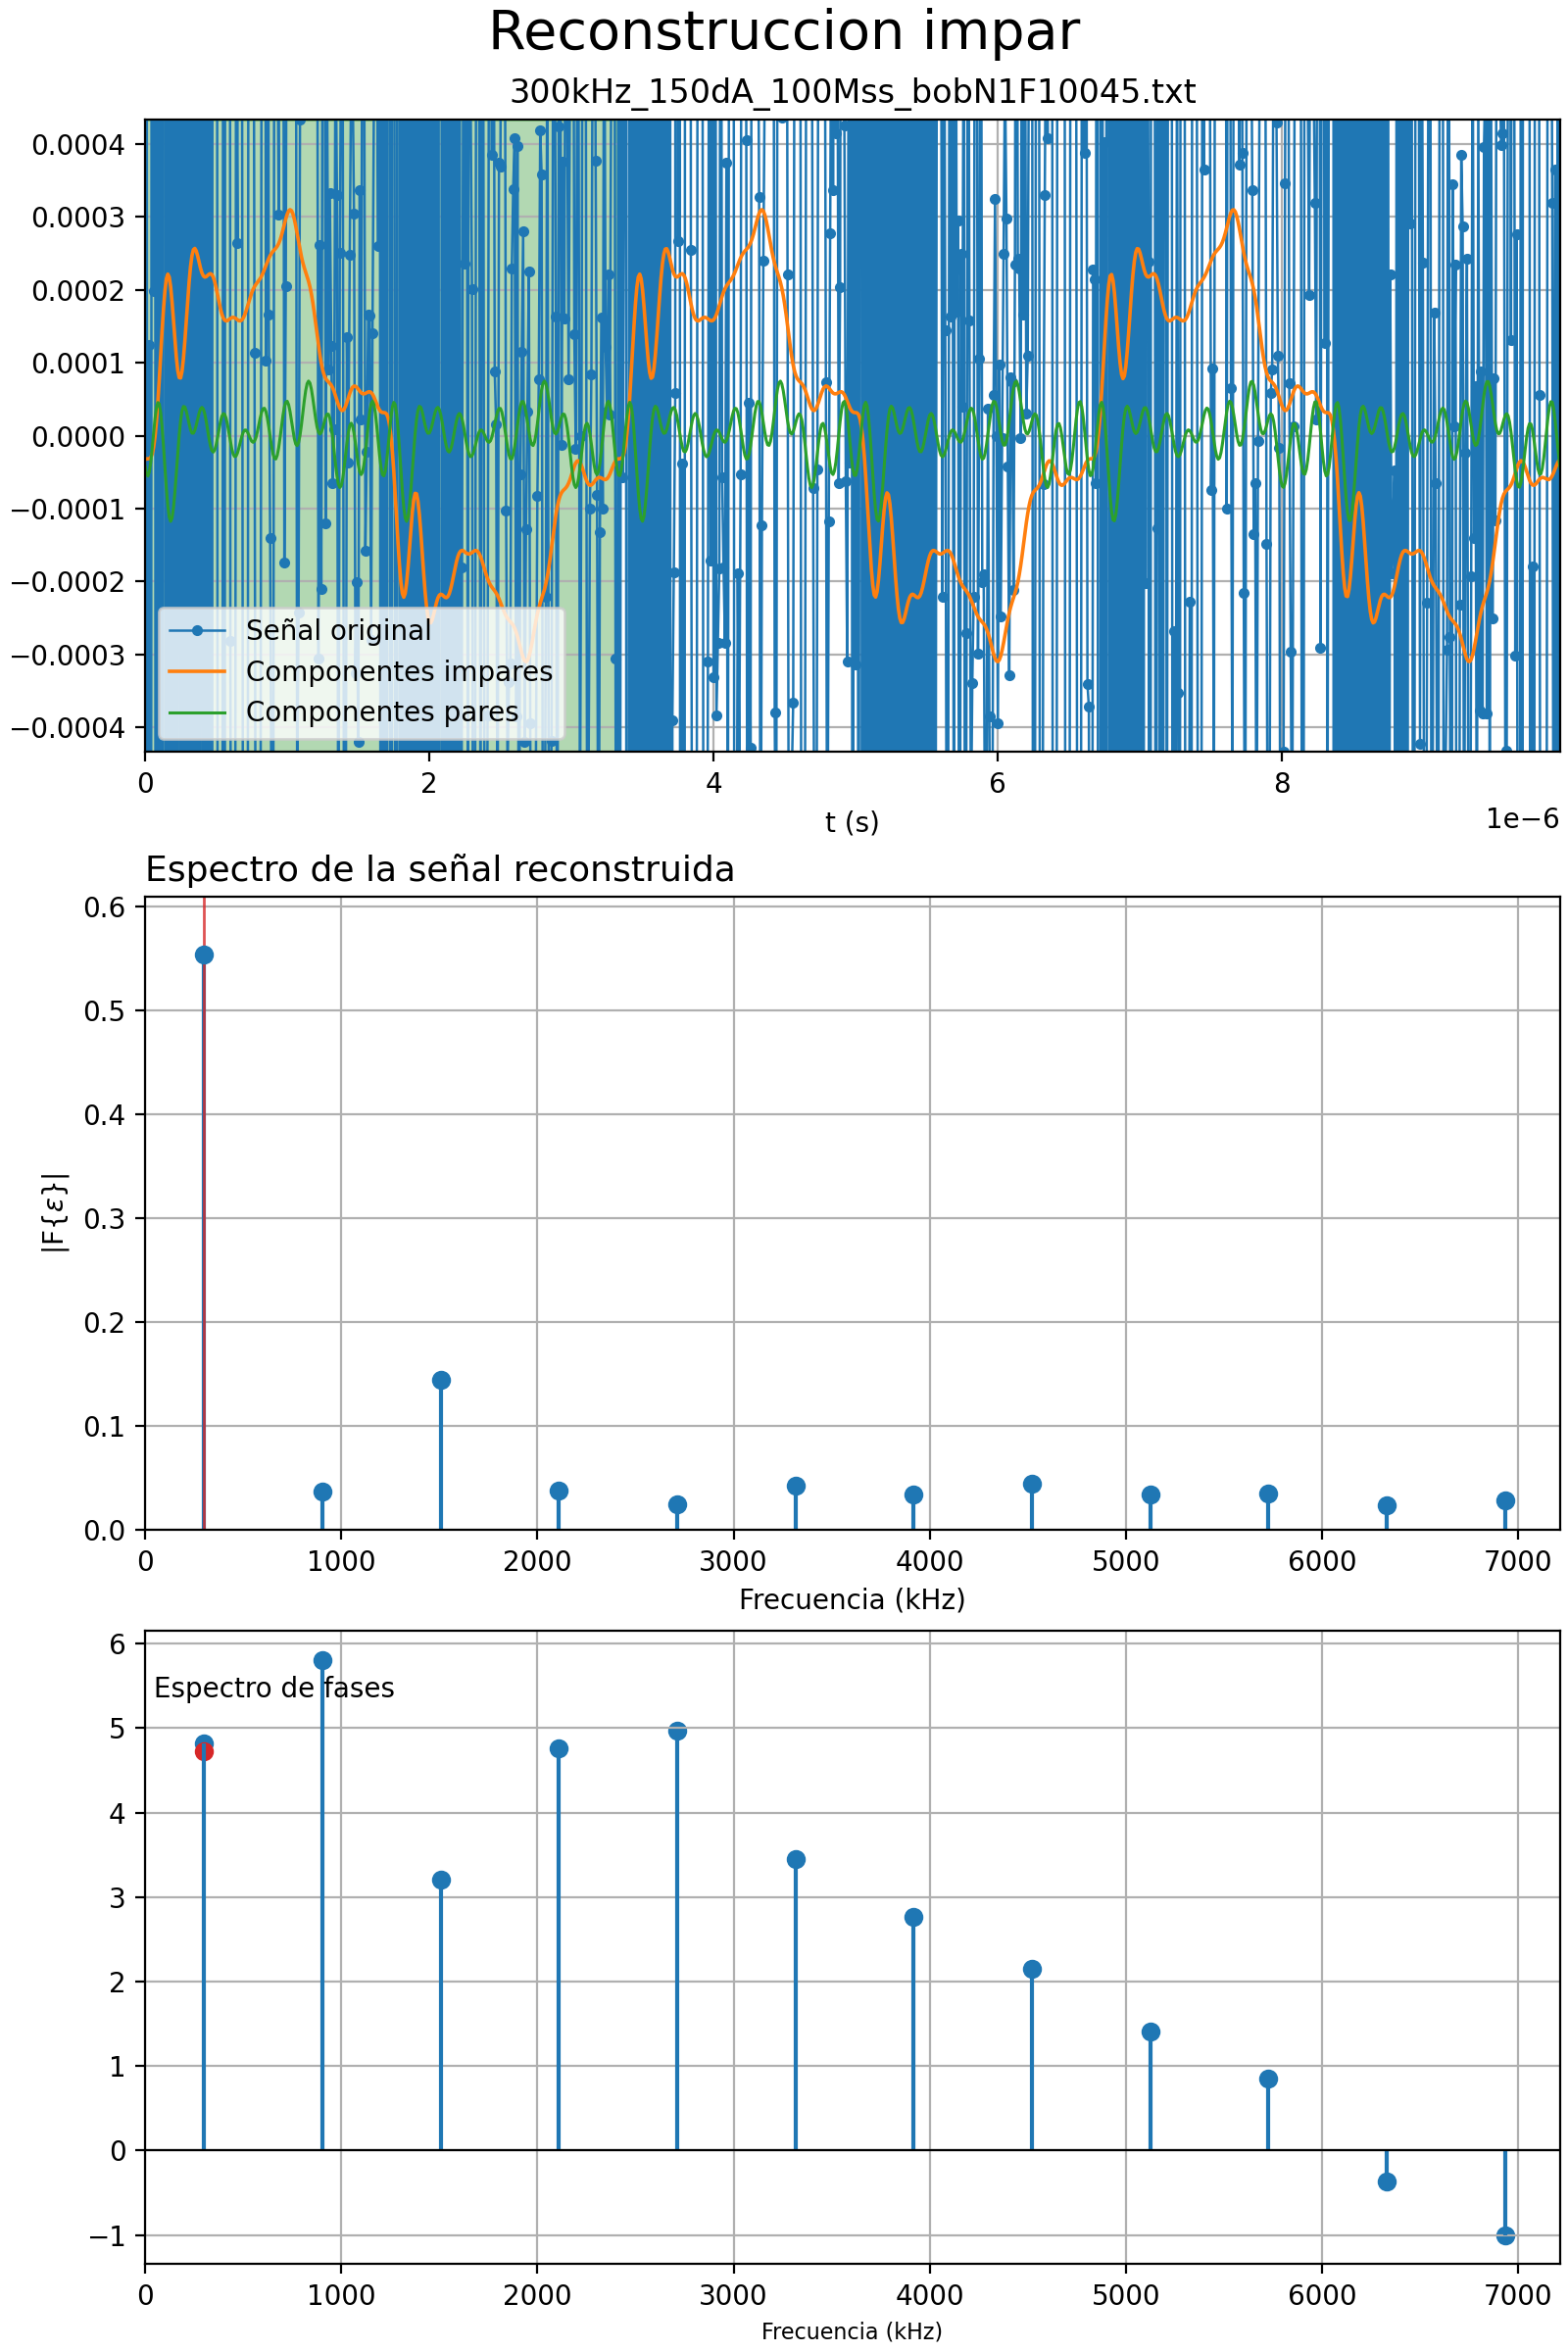 Reconstruccion impar
300kHz_150dA_100Mss_bobN1F10045.txt
0.0004
0.0003
0.0002
0.0001
0.0000
−0.0001
−0.0002
−0.0003
−0.0004
Señal original
Componentes impares
Componentes pares
0 2 4 6 8
1e−6
t (s)
Espectro de la señal reconstruida
0.6
0.5
0.4
0.3
0.2
0.1
0.0
|F{ε}|
0 1000 2000 3000 4000 5000 6000 7000
Frecuencia (kHz)
6
Espectro de fases
5
4
3
2
1
0
−1
0 1000 2000 3000 4000 5000 6000 7000
Frecuencia (kHz)